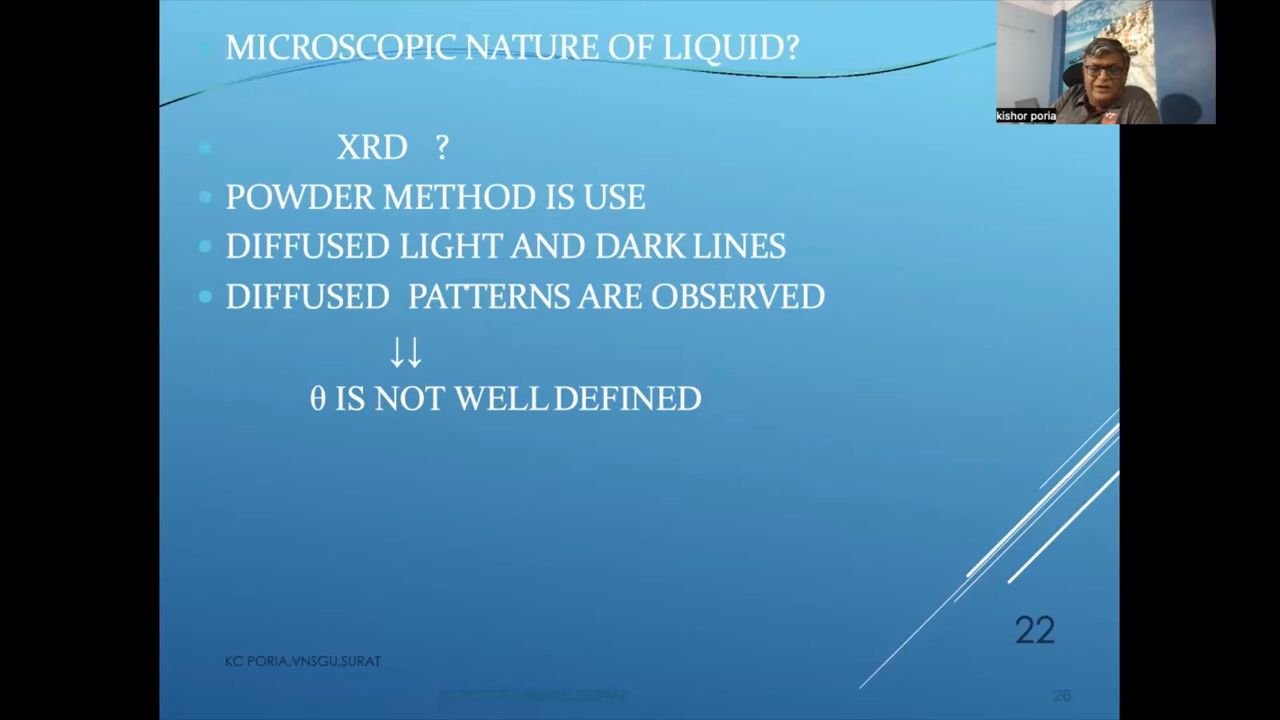 MICROSCOPIC NATURE OF LIQUID?
kishor poria
XRD ?
POWDER METHOD IS USE
DIFFUSED LIGHT AND DARK LINES
DIFFUSED PATTERNS ARE OBSERVED
↓↓
θ IS NOT WELL DEFINED
22
KC PORIA,VNSGU,SURAT
26